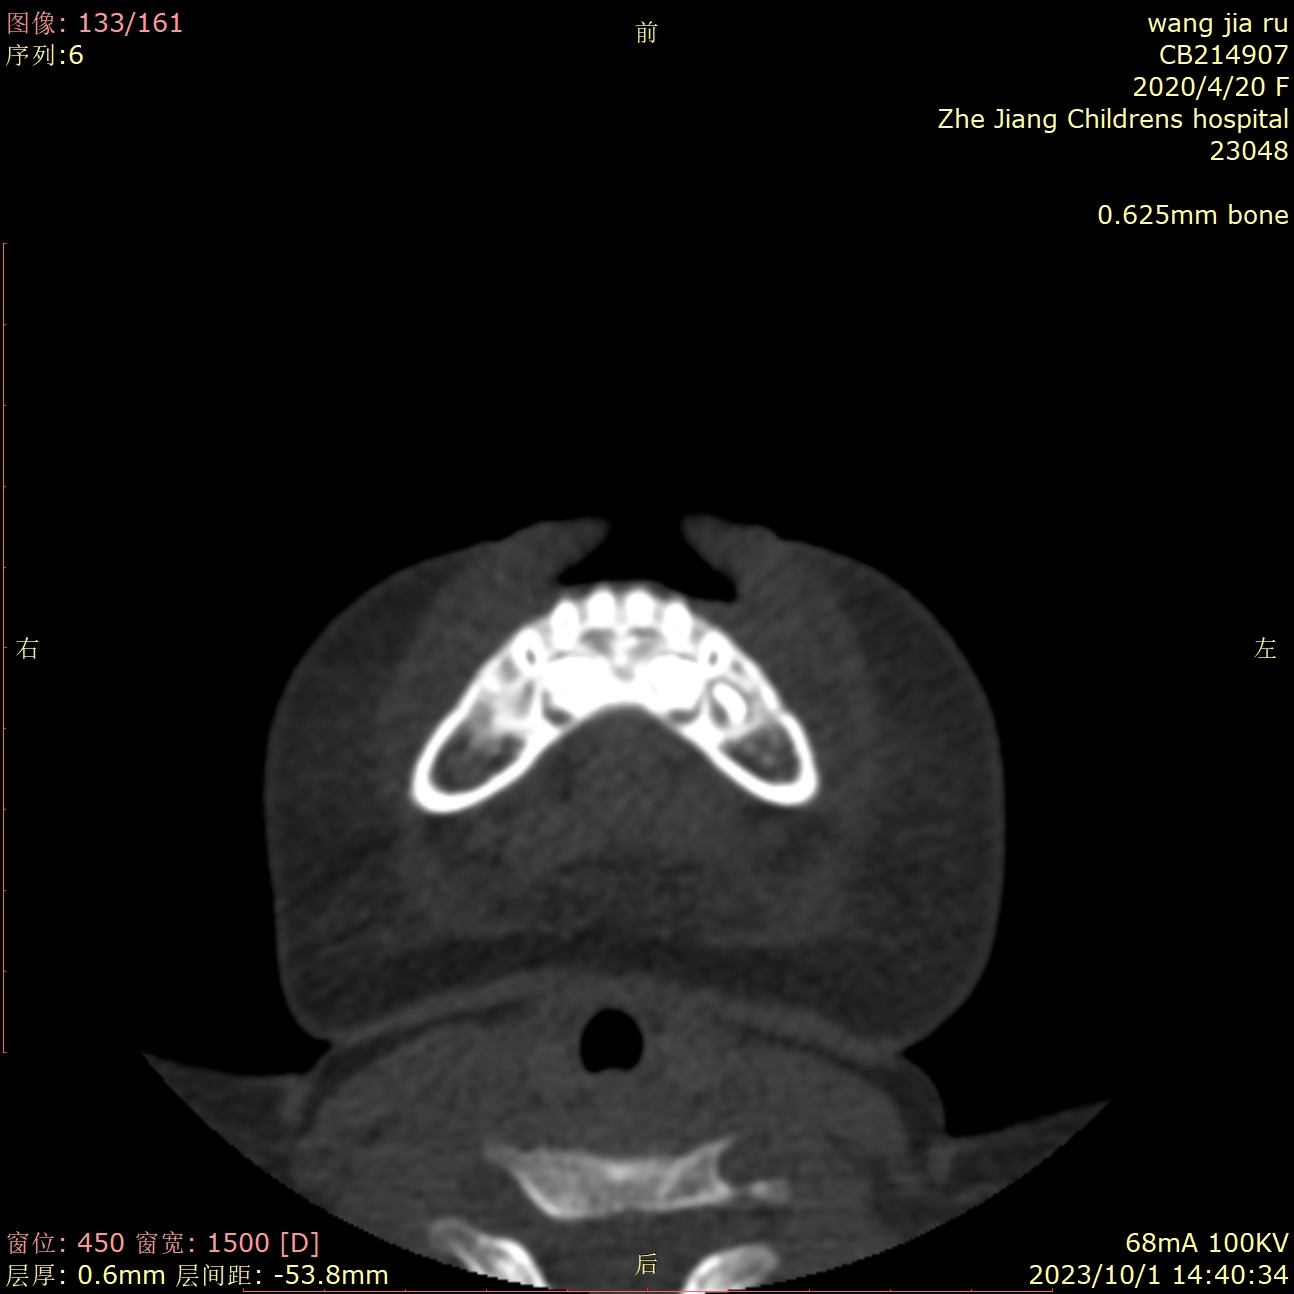 图像: 133/161
序列:6
前
wang jia ru
CB214907
2020/4/20 F
Zhe Jiang Childrens hospital
23048
0.625mm bone
右
左
窗位: 450 窗宽: 1500 [D]
层厚: 0.6mm 层间距: -53.8mm
后
68mA 100KV
2023/10/1 14:40:34